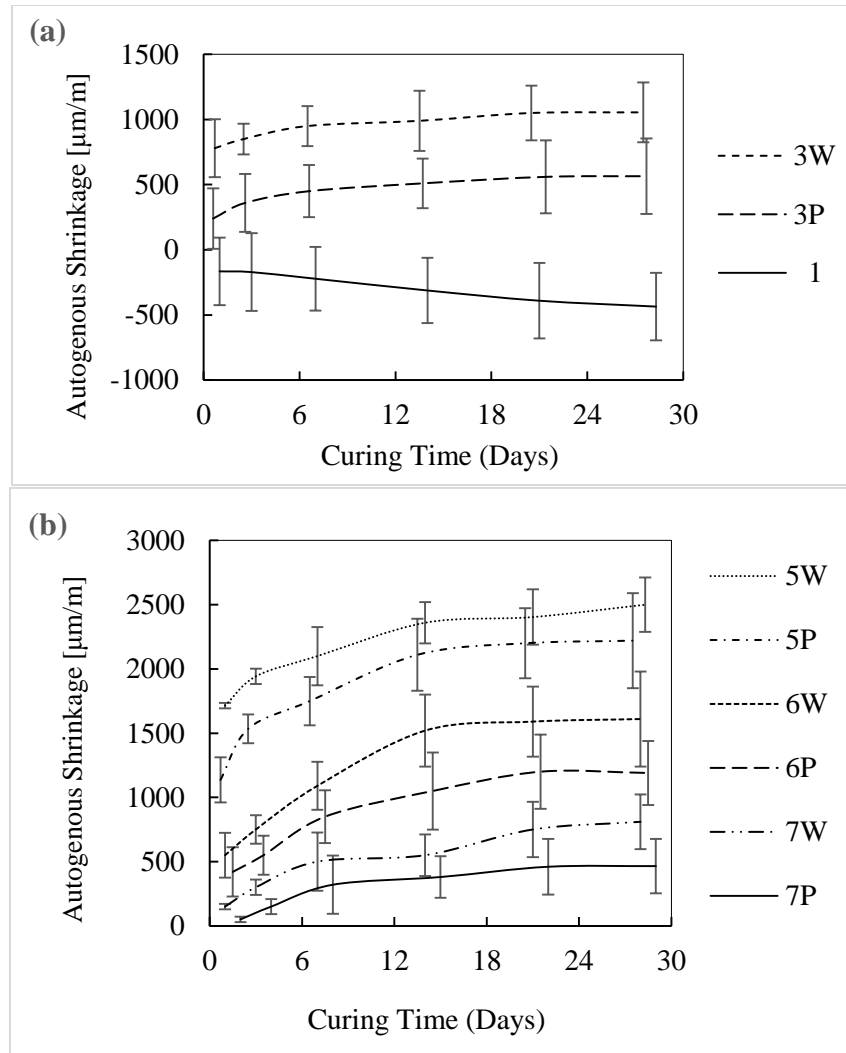 (a)
Autogenous Shrinkage [µm/m]
1500
1000
500
0
-500
-1000
0 6 12 18 24 30
Curing Time (Days)
3W
3P
1
(b)
Autogenous Shrinkage [µm/m]
3000
2500
2000
1500
1000
500
0
0 6 12 18 24 30
Curing Time (Days)
5W
5P
6W
6P
7W
7P